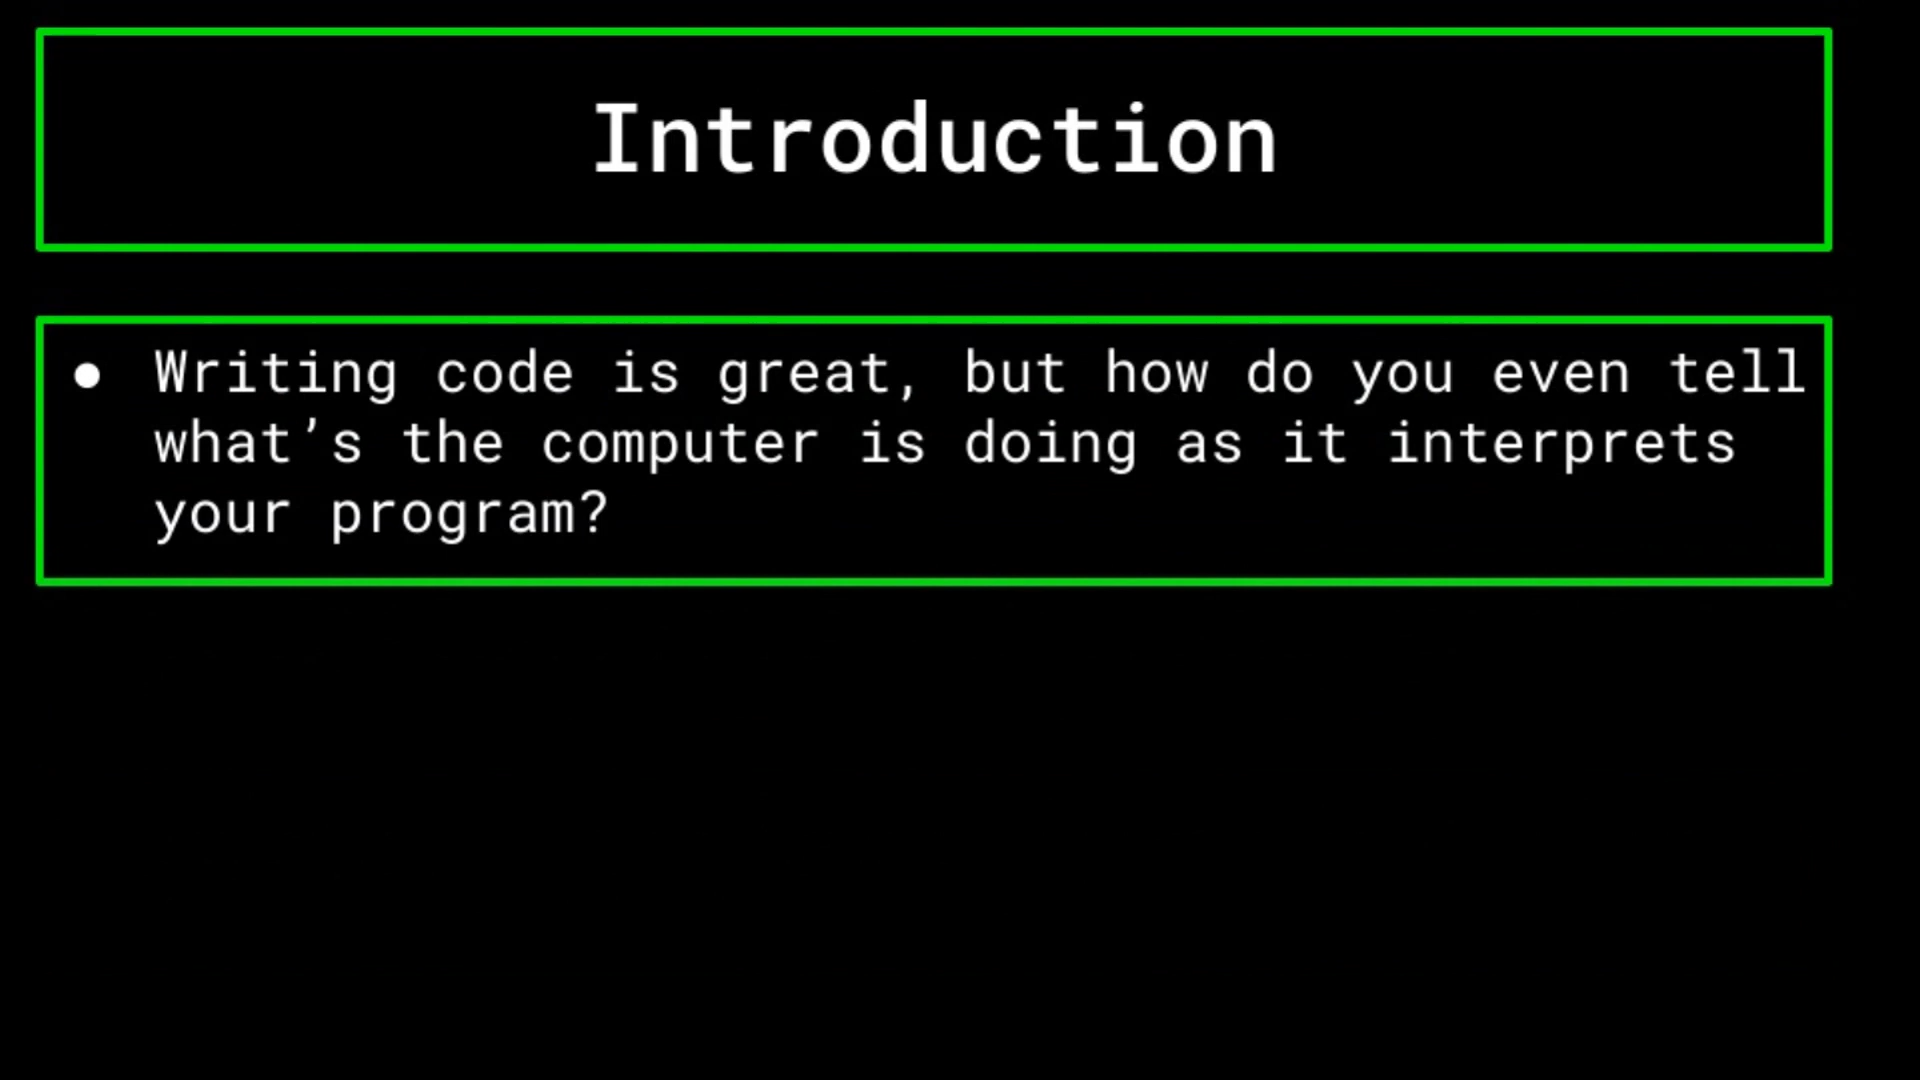 Introduction
● Writing code is great, but how do you even tell
what’s the computer is doing as it interprets
your program?